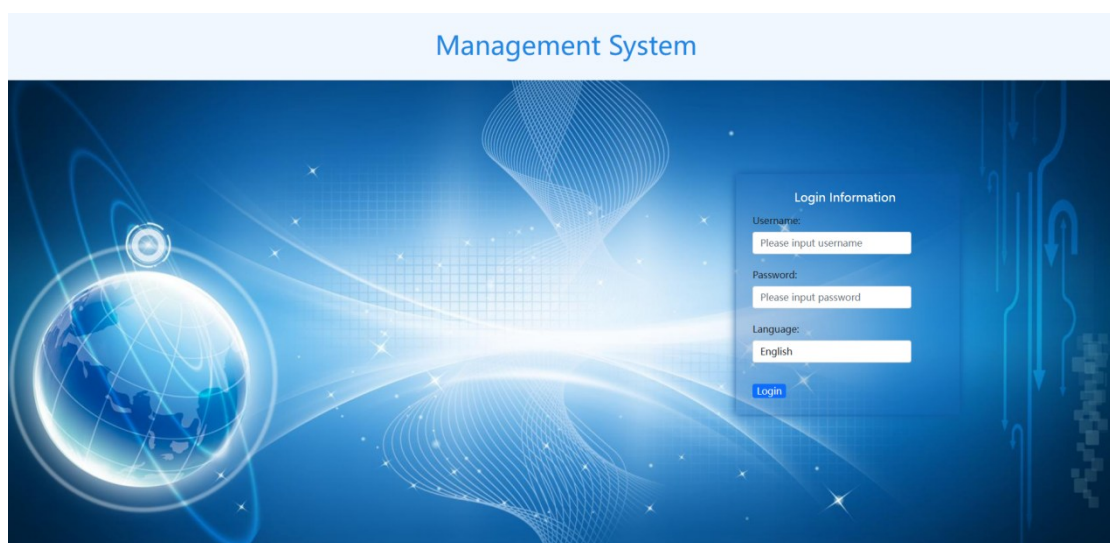 Management System
Login Information
Username:
Please input username
Password:
Please input password
Language:
English
Login